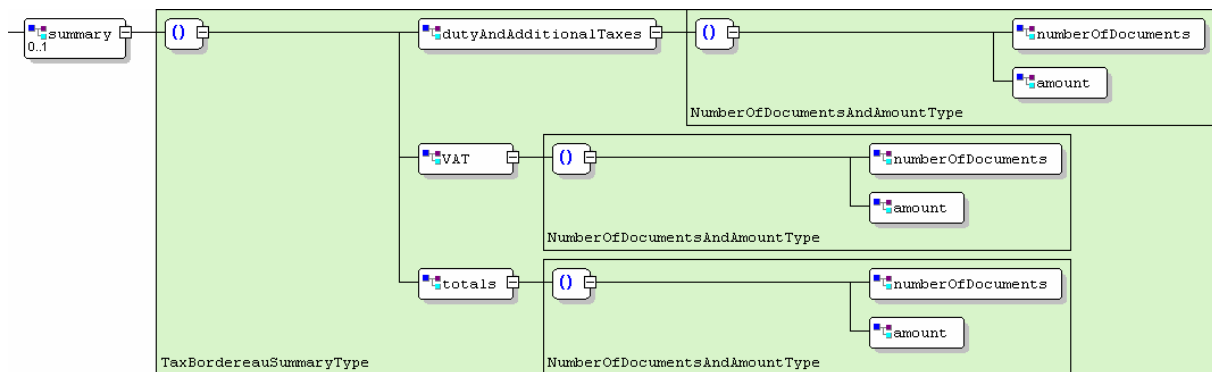 summary
0..1
()
dutyAndAdditionalTaxes
()
numberOfDocuments
amount
NumberOfDocumentsAndAmountType
VAT
()
numberOfDocuments
amount
NumberOfDocumentsAndAmountType
totals
()
numberOfDocuments
amount
NumberOfDocumentsAndAmountType
TaxBordereauSummaryType